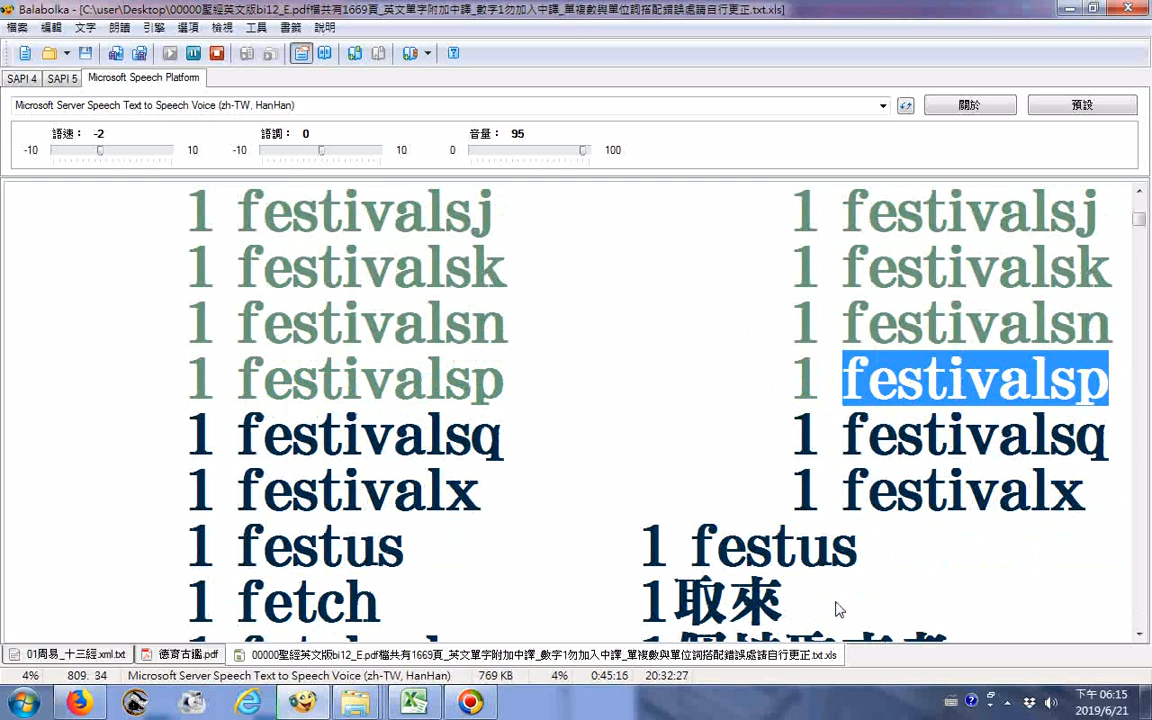 Balabolka - [C:\user\Desktop\00000聖經英文版bi12_E.pdf檔共有1669頁_英文單字附加中譯_數字1勿加入中譯_單複數與單位詞搭配錯誤處請自行更正.txt.xls]
檔案 編輯 文字 朗讀 引擎 選項 檢視 工具 書籤 說明
SAPI 4 SAPI 5 Microsoft Speech Platform
Microsoft Server Speech Text to Speech Voice (zh-TW, HanHan) 關於 預設
語速： -2 語調： 0 音量： 95
-10 10 -10 10 0 100
1 festivalsj 1 festivalsj
1 festivalsk 1 festivalsk
1 festivalsn 1 festivalsn
1 festivalsp 1 festivalsp
1 festivalsq 1 festivalsq
1 festivalx 1 festivalx
1 festus 1 festus
1 fetch 1取來
01周易_十三經.xml.txt 德育古鑑.pdf 00000聖經英文版bi12_E.pdf檔共有1669頁_英文單字附加中譯_數字1勿加入中譯_單複數與單位詞搭配錯誤處請自行更正.txt.xls
4% 809: 34 Microsoft Server Speech Text to Speech Voice (zh-TW, HanHan) 769 KB 4% 0:45:16 20:32:27
下午 06:15
2019/6/21